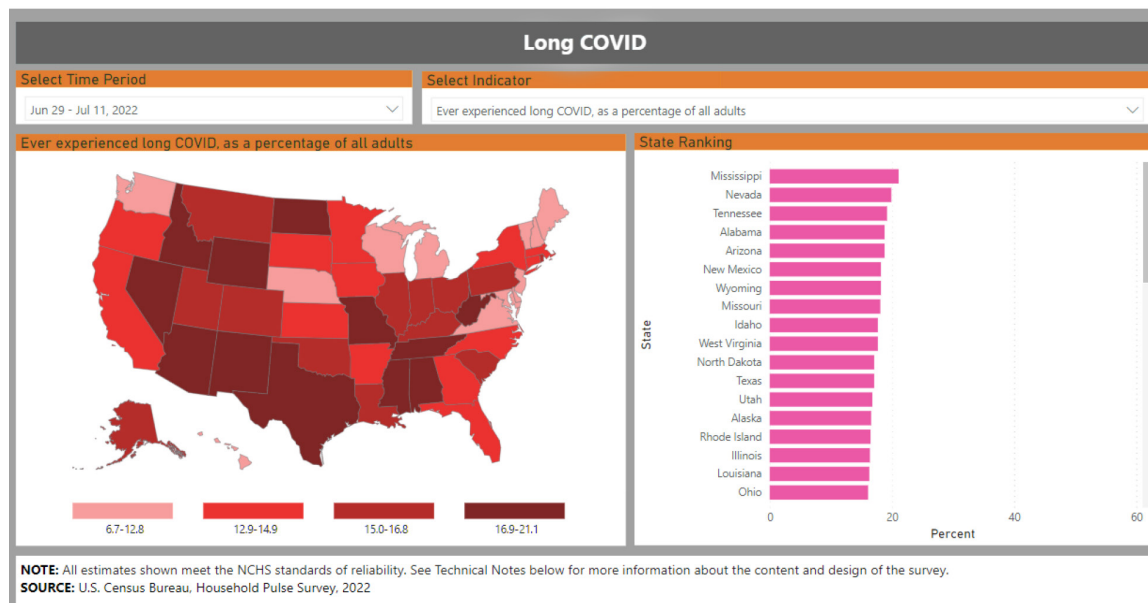 Long COVID
Select Time Period
Jun 29 - Jul 11, 2022
Select Indicator
Ever experienced long COVID, as a percentage of all adults
Ever experienced long COVID, as a percentage of all adults
6.7-12.8
12.9-14.9
15.0-16.8
16.9-21.1
State Ranking
State
Mississippi
Nevada
Tennessee
Alabama
Arizona
New Mexico
Wyoming
Missouri
Idaho
West Virginia
North Dakota
Texas
Utah
Alaska
Rhode Island
Illinois
Louisiana
Ohio
0 20 40 60
Percent
NOTE: All estimates shown meet the NCHS standards of reliability. See Technical Notes below for more information about the content and design of the survey.
SOURCE: U.S. Census Bureau, Household Pulse Survey, 2022